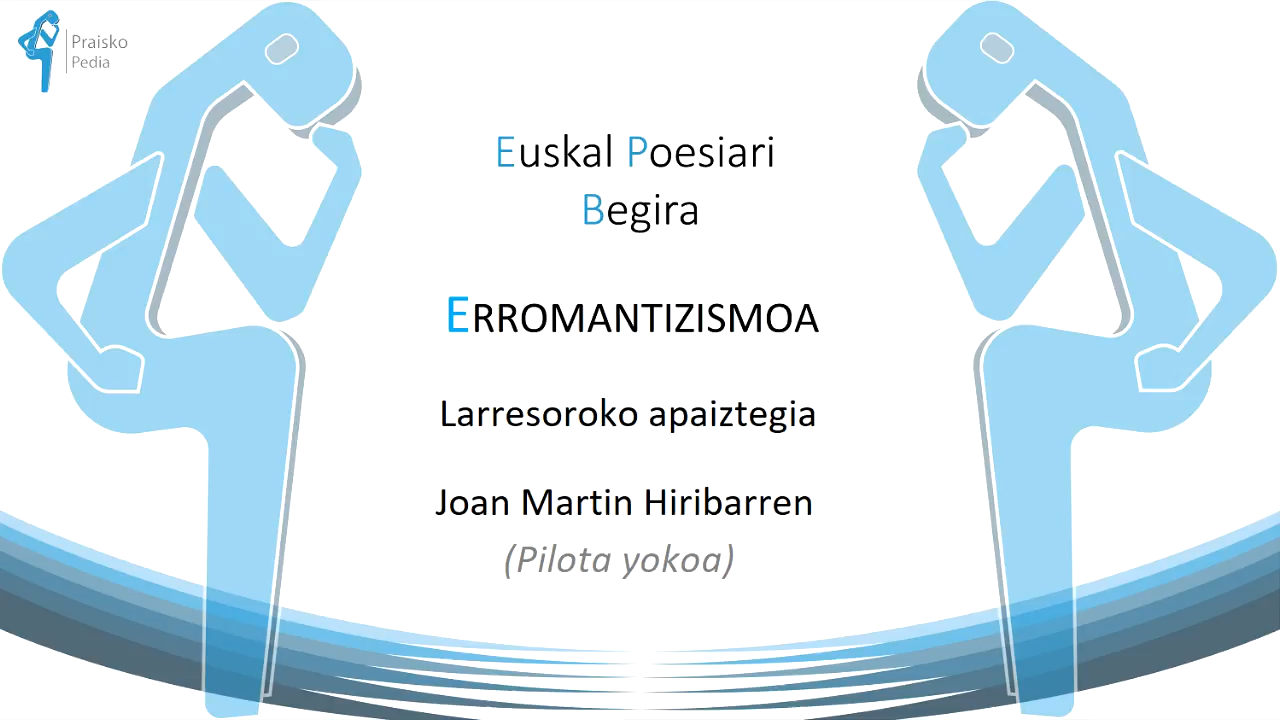 Praisko
Pedia
Euskal Poesiari
Begira
ERROMANTIZISMOA
Larresoroko apaiztegia
Joan Martin Hiribarren
(Pilota yokoa)